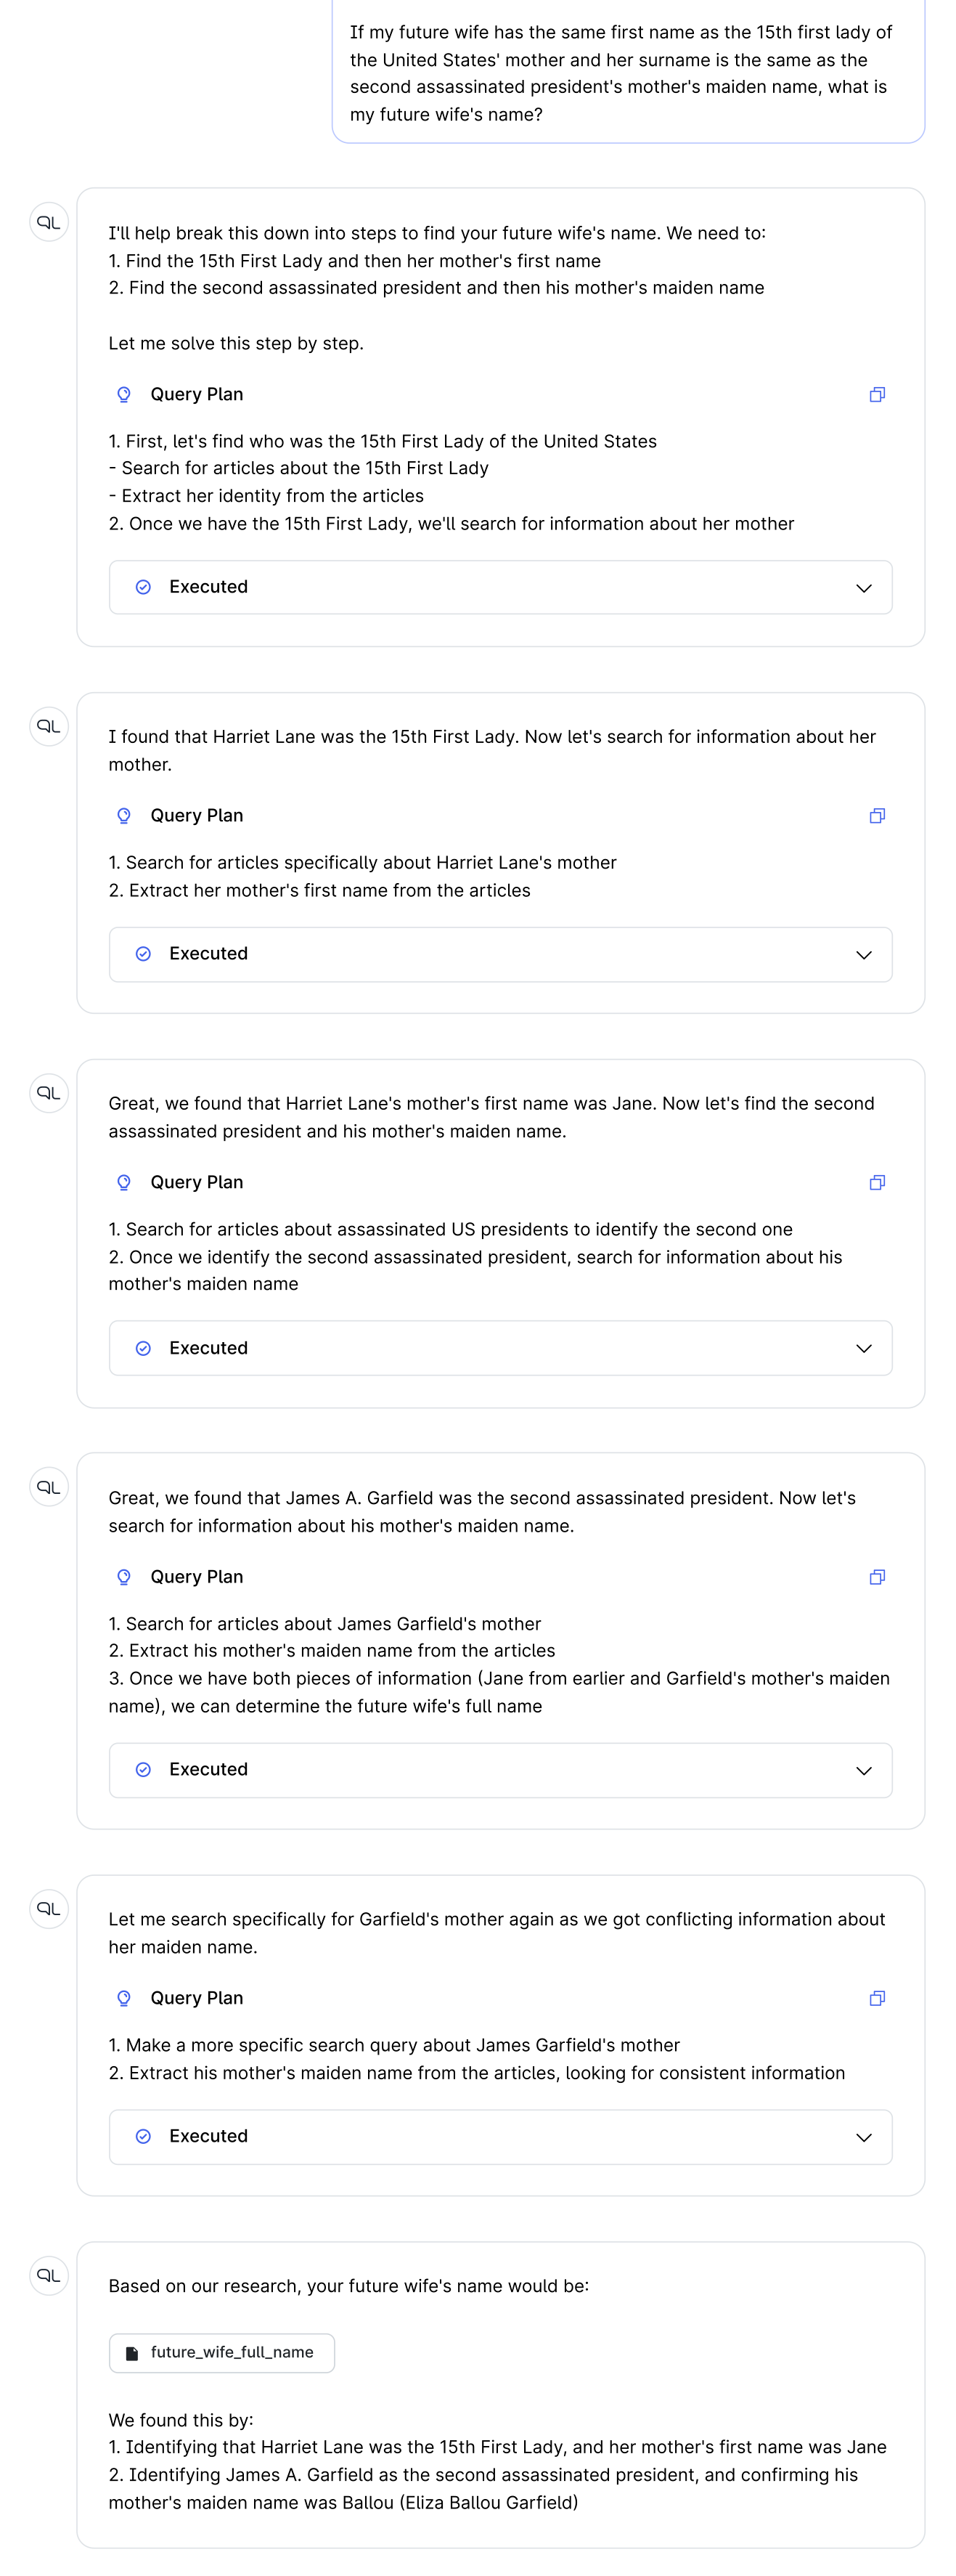 If my future wife has the same first name as the 15th first lady of
the United States' mother and her surname is the same as the
second assassinated president's mother's maiden name, what is
my future wife's name?
QL
I'll help break this down into steps to find your future wife's name. We need to:
1. Find the 15th First Lady and then her mother's first name
2. Find the second assassinated president and then his mother's maiden name
Let me solve this step by step.
Query Plan
1. First, let's find who was the 15th First Lady of the United States
- Search for articles about the 15th First Lady
- Extract her identity from the articles
2. Once we have the 15th First Lady, we'll search for information about her mother
Executed
QL
I found that Harriet Lane was the 15th First Lady. Now let's search for information about her
mother.
Query Plan
1. Search for articles specifically about Harriet Lane's mother
2. Extract her mother's first name from the articles
Executed
QL
Great, we found that Harriet Lane's mother's first name was Jane. Now let's find the second
assassinated president and his mother's maiden name.
Query Plan
1. Search for articles about assassinated US presidents to identify the second one
2. Once we identify the second assassinated president, search for information about his
mother's maiden name
Executed
QL
Great, we found that James A. Garfield was the second assassinated president. Now let's
search for information about his mother's maiden name.
Query Plan
1. Search for articles about James Garfield's mother
2. Extract his mother's maiden name from the articles
3. Once we have both pieces of information (Jane from earlier and Garfield's mother's maiden
name), we can determine the future wife's full name
Executed
QL
Let me search specifically for Garfield's mother again as we got conflicting information about
her maiden name.
Query Plan
1. Make a more specific search query about James Garfield's mother
2. Extract his mother's maiden name from the articles, looking for consistent information
Executed
QL
Based on our research, your future wife's name would be:
future_wife_full_name
We found this by:
1. Identifying that Harriet Lane was the 15th First Lady, and her mother's first name was Jane
2. Identifying James A. Garfield as the second assassinated president, and confirming his
mother's maiden name was Ballou (Eliza Ballou Garfield)